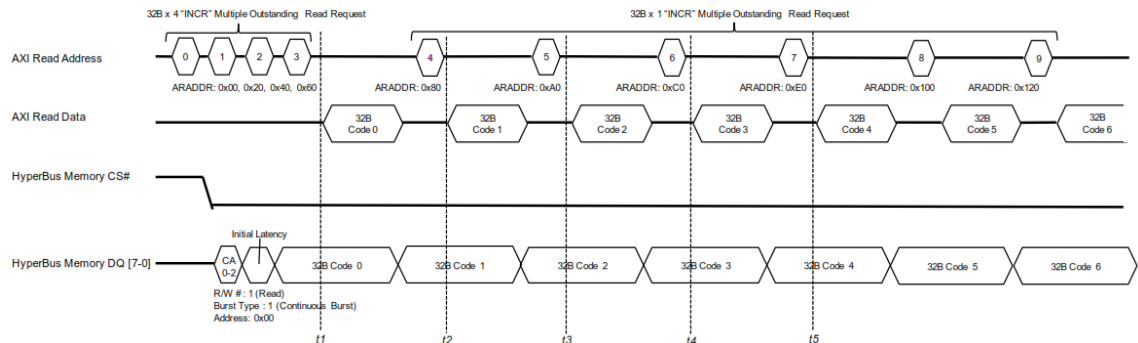 32B x 4 “INCR” Multiple Outstanding Read Request
32B x 1 “INCR” Multiple Outstanding Read Request
AXI Read Address
0 1 2 3 4 5 6 7 8 9
ARADDR: 0x00, 0x20, 0x40, 0x60 ARADDR: 0x80 ARADDR: 0xA0 ARADDR: 0xC0 ARADDR: 0xE0 ARADDR: 0x100 ARADDR: 0x120
AXI Read Data
32B 32B 32B 32B 32B 32B 32B
Code 0 Code 1 Code 2 Code 3 Code 4 Code 5 Code 6
HyperBus Memory CS#
Initial Latency
HyperBus Memory DQ [7-0]
CA
0-2
32B Code 0 32B Code 1 32B Code 2 32B Code 3 32B Code 4 32B Code 5 32B Code 6
R/W # : 1 (Read)
Burst Type : 1 (Continuous Burst)
Address: 0x00
t1 t2 t3 t4 t5